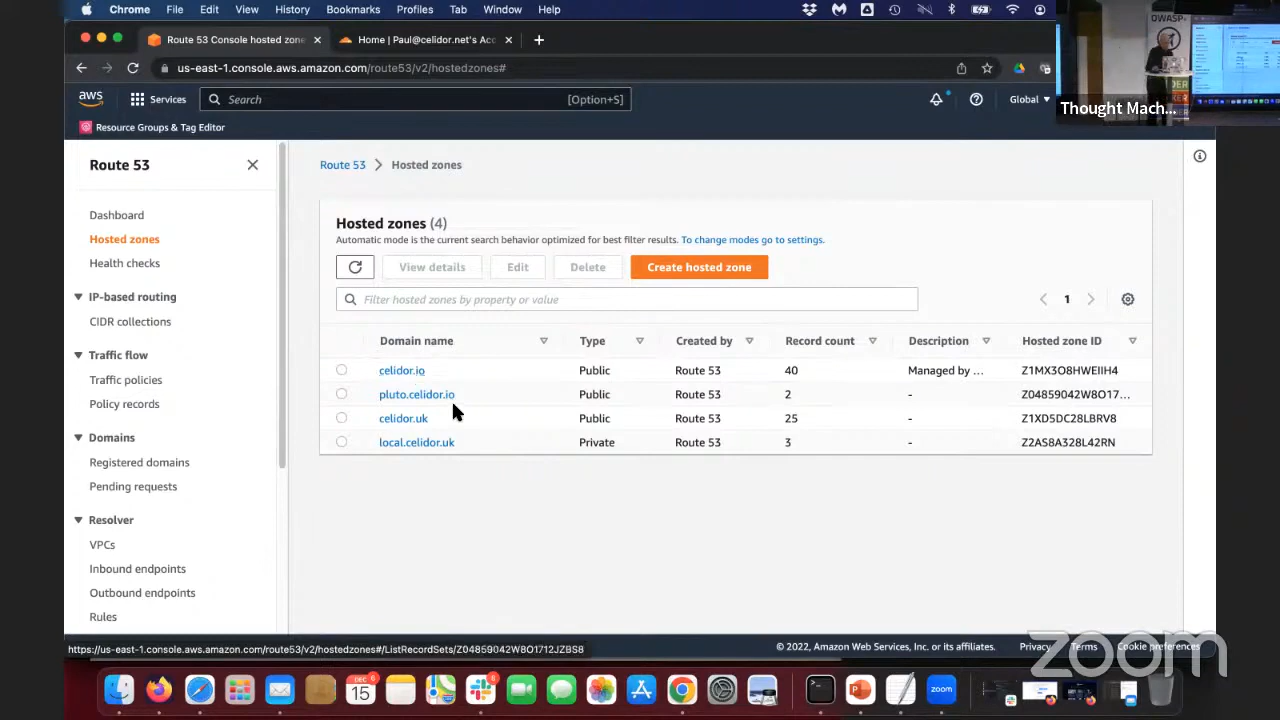 Chrome File Edit View History Bookmarks Profiles Tab Window Help
OWASP
Thought Mach...
Route 53 Console hosted zone
Home | Paul@celidor.net's Ac
us-east-1.console.aws.amazon.com/route53/v2/hostedzones
aws Services Search [Option+S] Global
Resource Groups & Tag Editor
Route 53
Dashboard
Hosted zones
Health checks
IP-based routing
CIDR collections
Traffic flow
Traffic policies
Policy records
Domains
Registered domains
Pending requests
Resolver
VPCs
Inbound endpoints
Outbound endpoints
Rules
Route 53 > Hosted zones
Hosted zones (4)
Automatic mode is the current search behavior optimized for best filter results. To change modes go to settings.
View details Edit Delete Create hosted zone
Filter hosted zones by property or value
1
Domain name Type Created by Record count Description Hosted zone ID
celidor.io Public Route 53 40 Managed by ... Z1MX3O8HWEIIH4
pluto.celidor.io Public Route 53 2 - Z04859042W8O17...
celidor.uk Public Route 53 25 - Z1XD5DC28LBRV8
local.celidor.uk Private Route 53 3 - Z2AS8A328L42RN
https://us-east-1.console.aws.amazon.com/route53/v2/hostedzones#/ListRecordSets/Z04859042W8O1712JZBS8
© 2022, Amazon Web Services, Inc. or its affiliates. Privacy Terms Cookie preferences
zoom
DEC
15
6
6
zoom